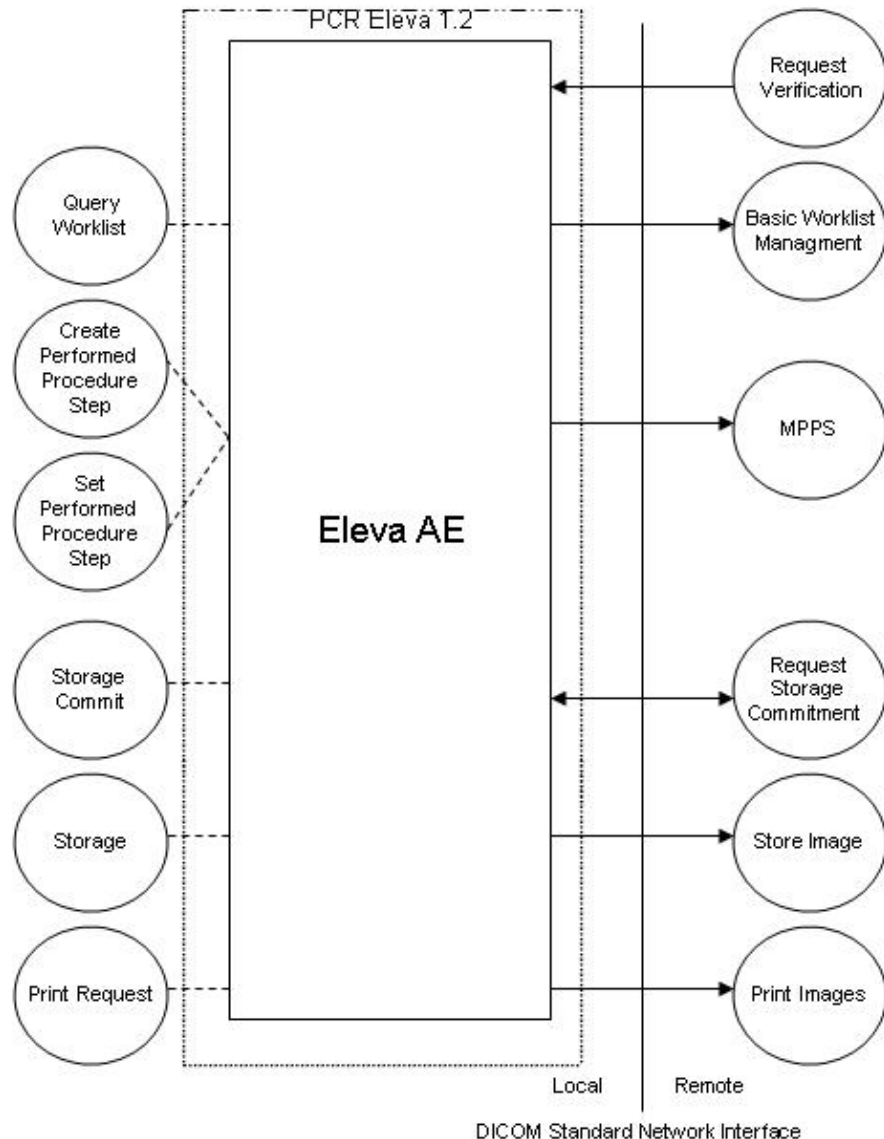 PCR Eleva 1.2
Request
Verification
Query
Worklist
Basic Worklist
Managment
Create
Performed
Procedure
Step
MPPS
Set
Performed
Procedure
Step
Eleva AE
Storage
Commit
Request
Storage
Commitment
Storage
Store Image
Print Request
Print Images
Local
Remote
DICOM Standard Network Interface